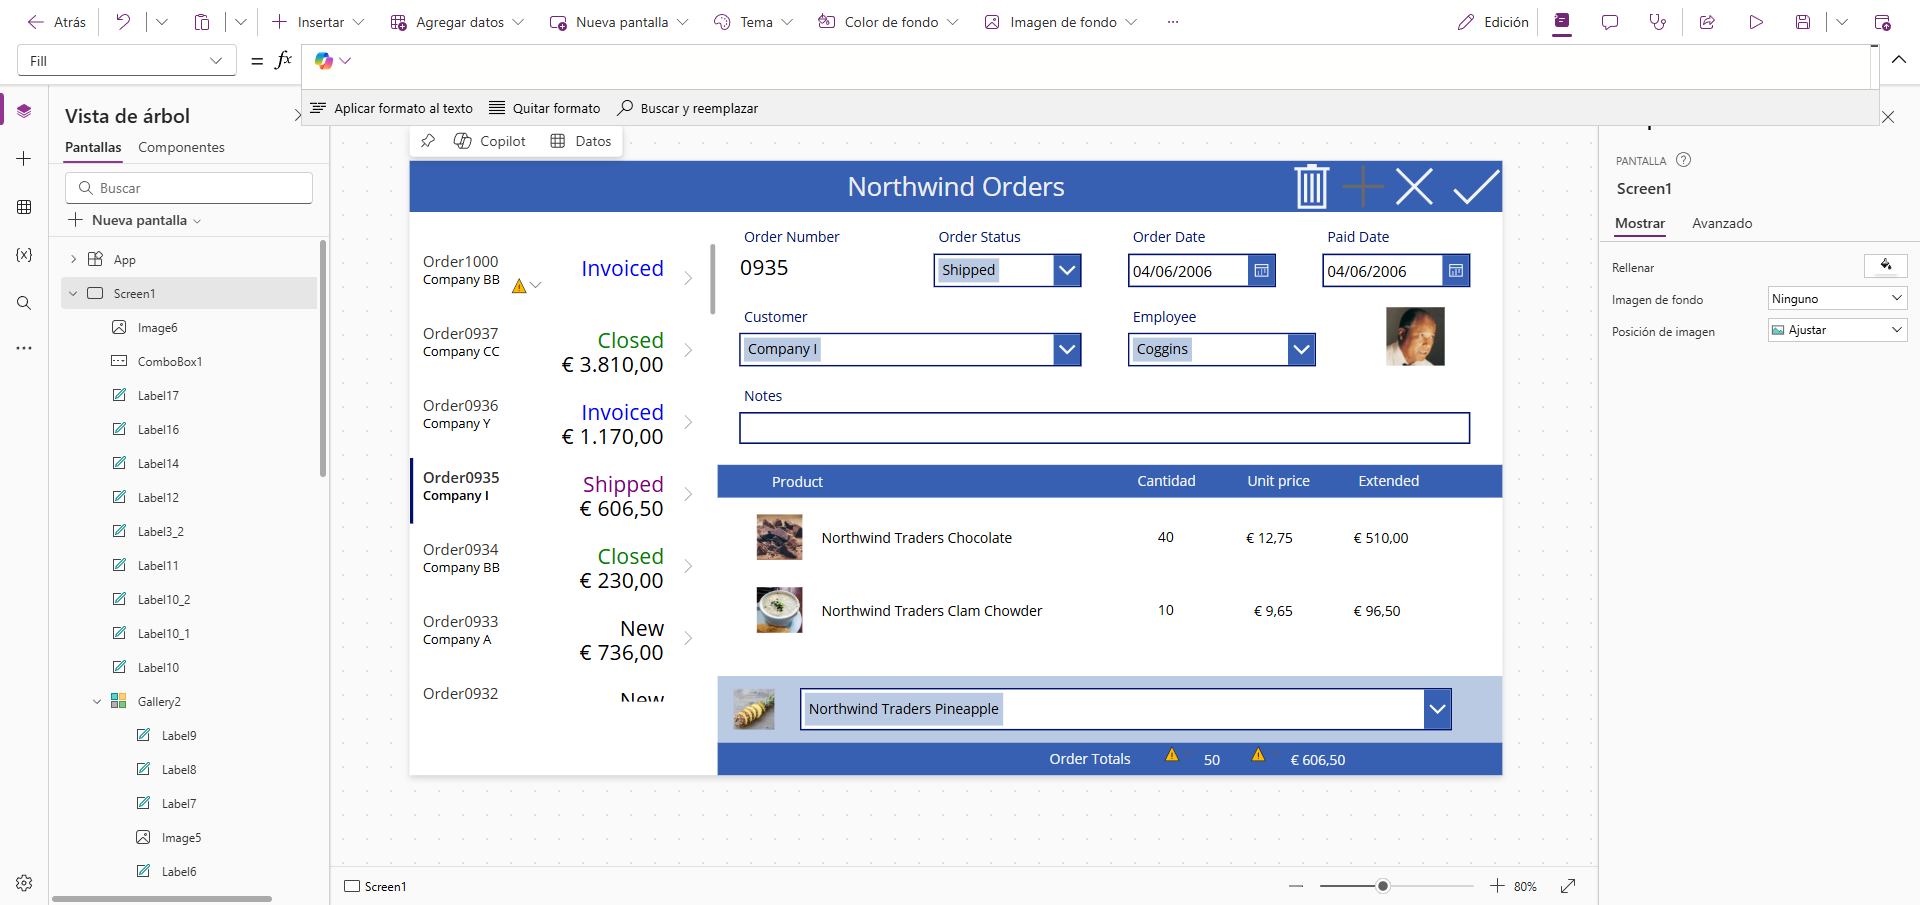 Atrás
Insertar
Agregar datos
Nueva pantalla
Tema
Color de fondo
Imagen de fondo
...
Edición
Fill
= fx
Aplicar formato al texto
Quitar formato
Buscar y reemplazar
Vista de árbol
Pantallas
Componentes
Buscar
Nueva pantalla
App
Screen1
Image6
ComboBox1
Label17
Label16
Label14
Label12
Label3_2
Label11
Label10_2
Label10_1
Label10
Gallery2
Label9
Label8
Label7
Image5
Label6
Copilot
Datos
Northwind Orders
Order1000
Company BB
Invoiced
Order0937
Company CC
Closed
€ 3.810,00
Order0936
Company Y
Invoiced
€ 1.170,00
Order0935
Company I
Shipped
€ 606,50
Order0934
Company BB
Closed
€ 230,00
Order0933
Company A
New
€ 736,00
Order0932
New
Order Number
0935
Order Status
Shipped
Order Date
04/06/2006
Paid Date
04/06/2006
Customer
Company I
Employee
Coggins
Notes
Product
Cantidad
Unit price
Extended
Northwind Traders Chocolate
40
€ 12,75
€ 510,00
Northwind Traders Clam Chowder
10
€ 9,65
€ 96,50
Northwind Traders Pineapple
Order Totals
50
€ 606,50
Screen1
80%
PANTALLA
Screen1
Mostrar
Avanzado
Rellenar
Imagen de fondo
Ninguno
Posición de imagen
Ajustar